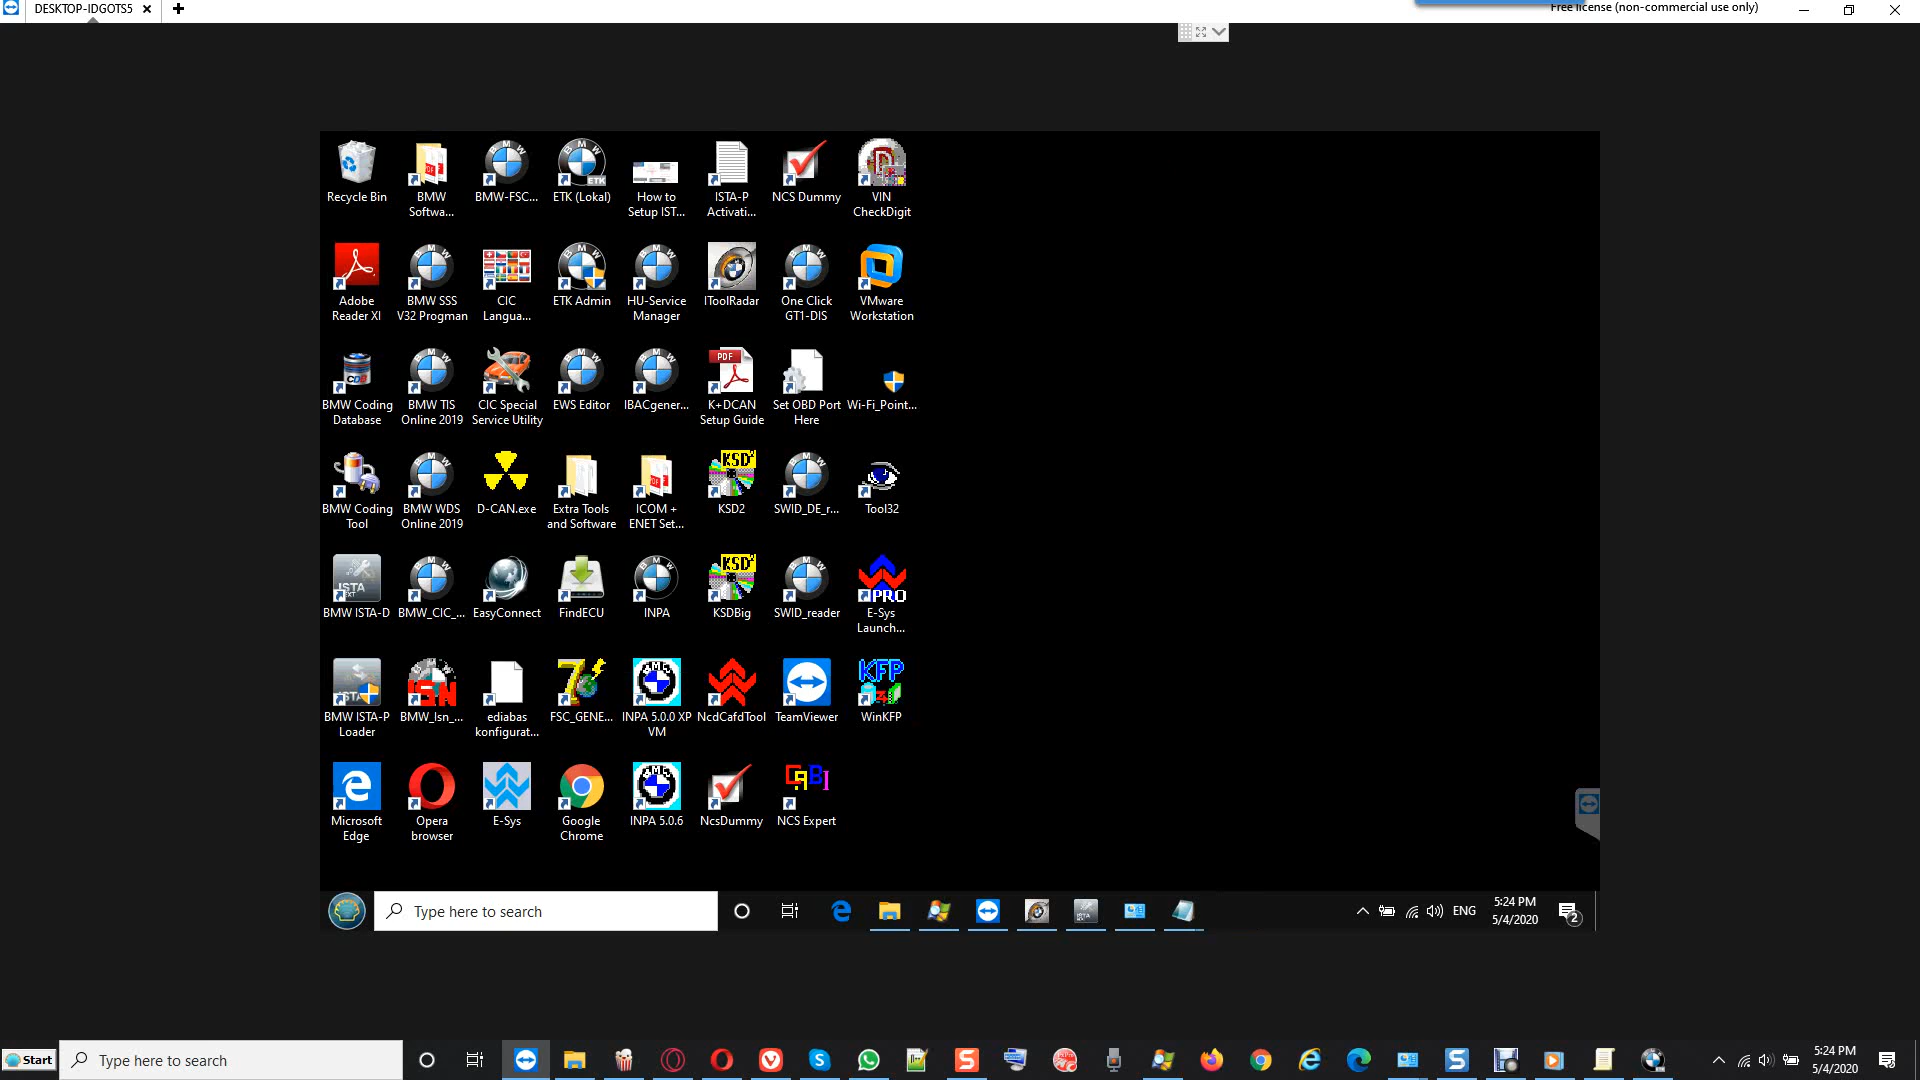 DESKTOP-IDGOTS5
Free license (non-commercial use only)
Recycle Bin
BMW
Softwa...
BMW-FSC...
ETK (Lokal)
How to
Setup IST...
ISTA-P
Activati...
NCS Dummy
VIN
CheckDigit
Adobe
Reader XI
BMW SSS
V32 Progman
CIC
Langua...
ETK Admin
HU-Service
Manager
IToolRadar
One Click
GT1-DIS
VMware
Workstation
BMW Coding
Database
BMW TIS
Online 2019
CIC Special
Service Utility
EWS Editor
IBACgener...
K+DCAN
Setup Guide
Set OBD Port
Here
Wi-Fi_Point...
BMW Coding
Tool
BMW WDS
Online 2019
D-CAN.exe
Extra Tools
and Software
ICOM +
ENET Set...
KSD2
SWID_DE_r...
Tool32
BMW ISTA-D
BMW_CIC_...
EasyConnect
FindECU
INPA
KSDBig
SWID_reader
E-Sys
Launch...
BMW ISTA-P
Loader
BMW_Isn_...
ediabas
konfigurat...
FSC_GENE...
INPA 5.0.0 XP
VM
NcdCafdTool
TeamViewer
WinKFP
Microsoft
Edge
Opera
browser
E-Sys
Google
Chrome
INPA 5.0.6
NcsDummy
NCS Expert
Type here to search
ENG
5:24 PM
5/4/2020
2
Start
Type here to search
5:24 PM
5/4/2020